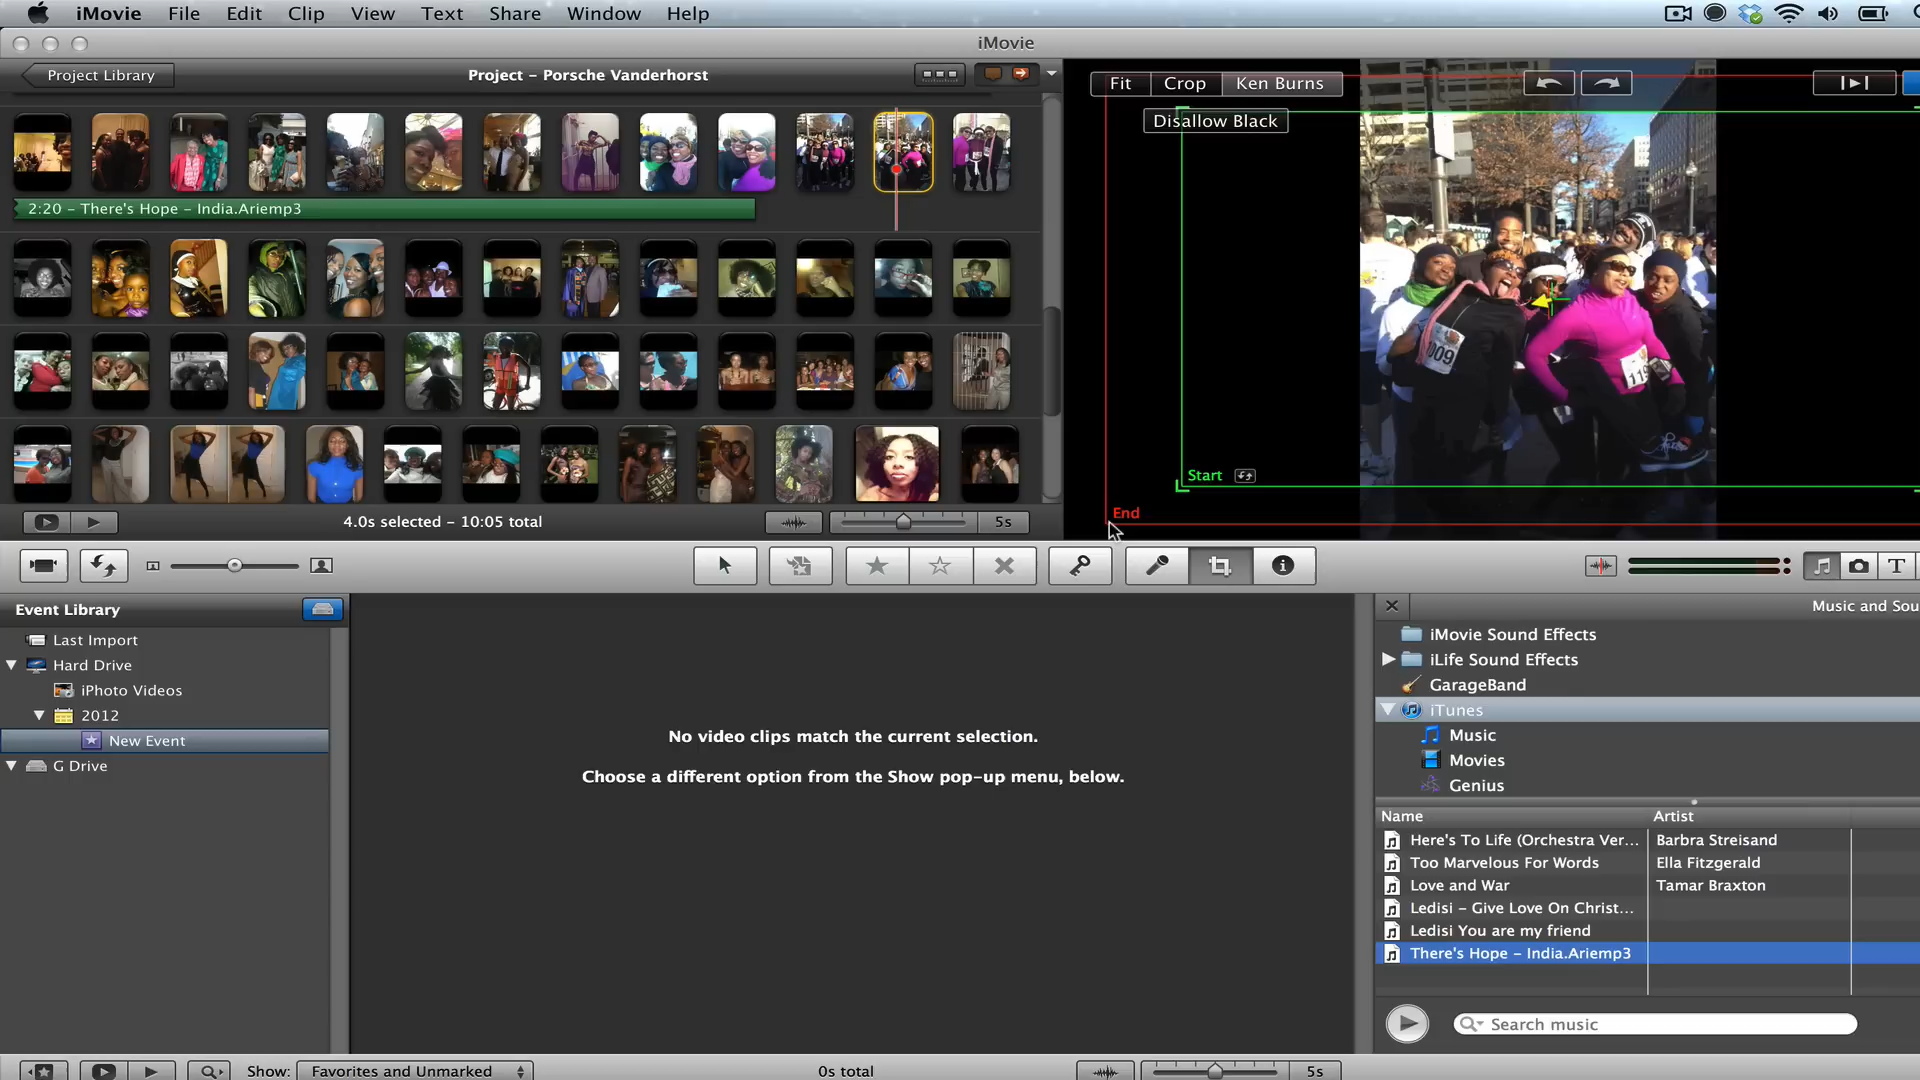 iMovie File Edit Clip View Text Share Window Help
iMovie
Project Library
Project – Porsche Vanderhorst
Fit Crop Ken Burns
Disallow Black
2:20 – There's Hope – India.Ariemp3
009
119
Start
End
4.0s selected – 10:05 total
5s
T
Event Library
Last Import
Hard Drive
iPhoto Videos
2012
New Event
G Drive
No video clips match the current selection.
Choose a different option from the Show pop-up menu, below.
Music and Sou
iMovie Sound Effects
iLife Sound Effects
GarageBand
iTunes
Music
Movies
Genius
Name Artist
Here's To Life (Orchestra Ver... Barbra Streisand
Too Marvelous For Words Ella Fitzgerald
Love and War Tamar Braxton
Ledisi – Give Love On Christ...
Ledisi You are my friend
There's Hope – India.Ariemp3
Search music
Show: Favorites and Unmarked
0s total
5s